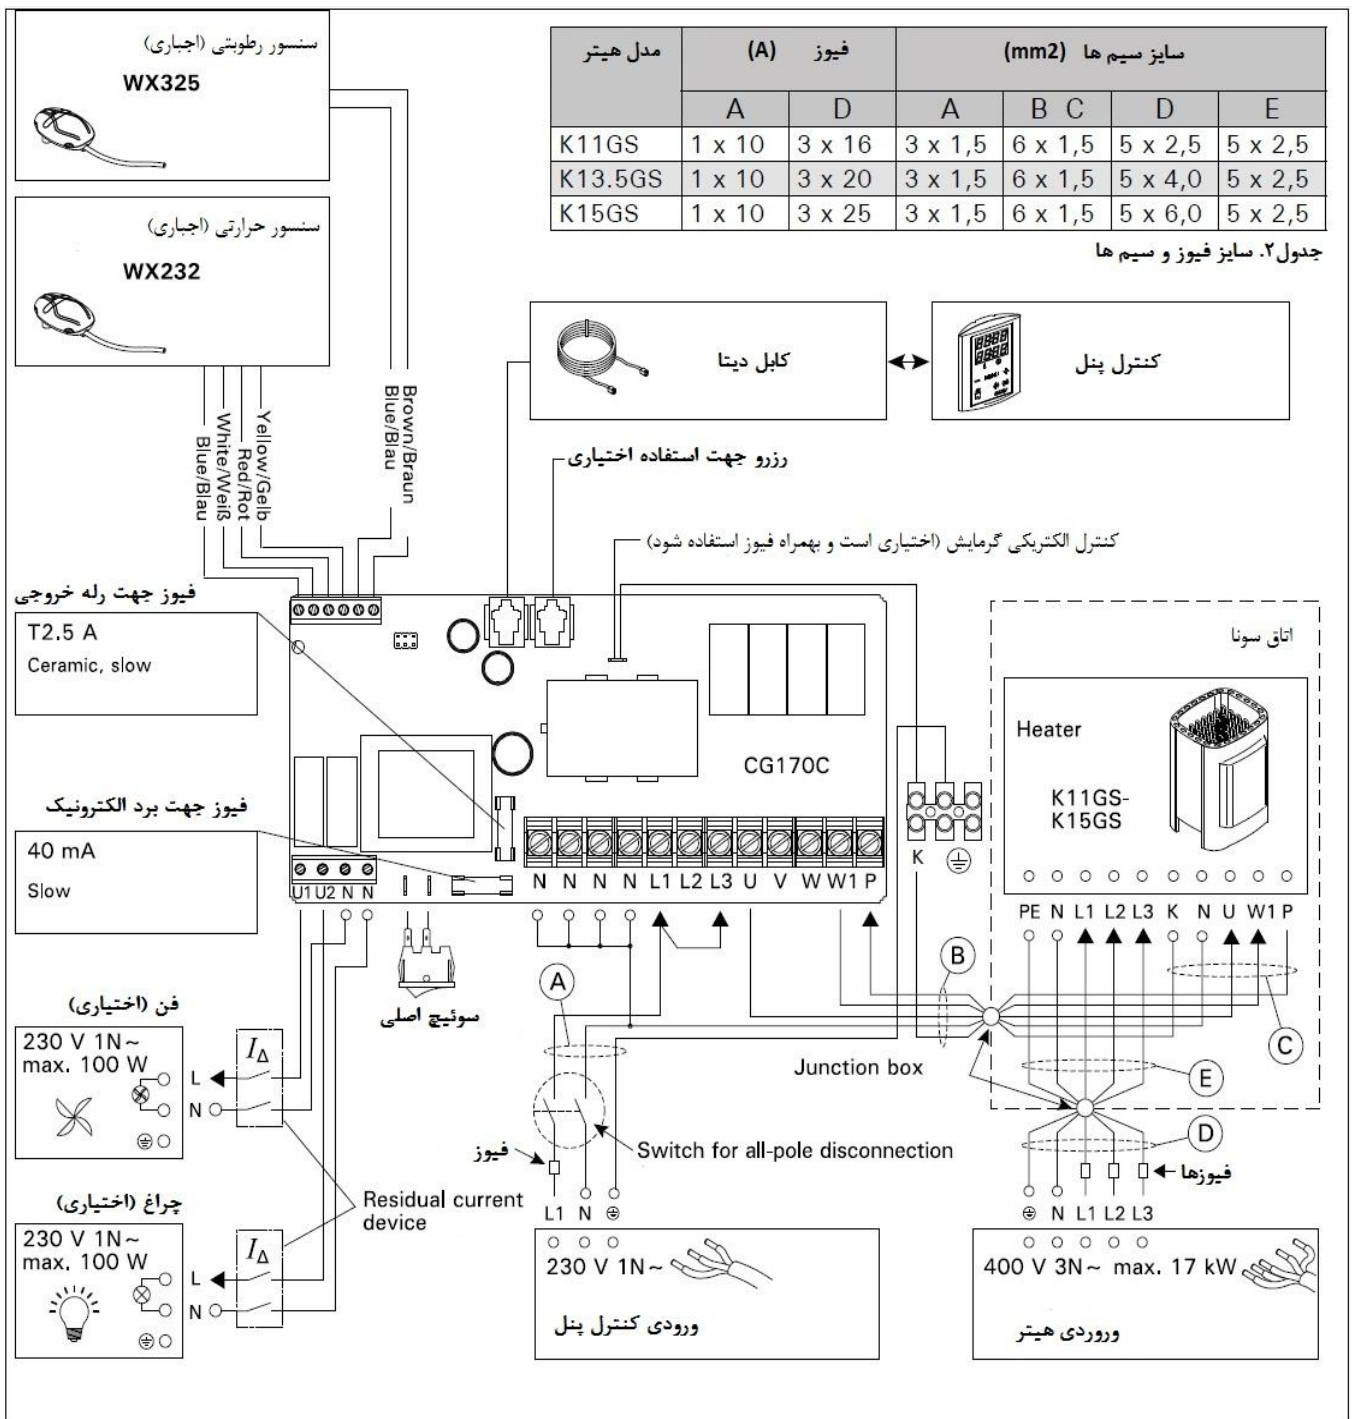 سنسور رطوبتی (اجباری)
WX325
سنسور حرارتی (اجباری)
WX232
مدل هیتر	فیوز (A)	سایز سیم ها (mm2)
A	D	A	B C	D	E
K11GS	1 x 10	3 x 16	3 x 1,5	6 x 1,5	5 x 2,5	5 x 2,5
K13.5GS	1 x 10	3 x 20	3 x 1,5	6 x 1,5	5 x 4,0	5 x 2,5
K15GS	1 x 10	3 x 25	3 x 1,5	6 x 1,5	5 x 6,0	5 x 2,5
جدول۲. سایز فیوز و سیم ها
کابل دیتا
کنترل پنل
Brown/Braun
Blue/Blau
Yellow/Gelb
Red/Rot
White/Weiß
Blue/Blau
رزرو جهت استفاده اختیاری
کنترل الکتریکی گرمایش (اختیاری است و بهمراه فیوز استفاده شود)
فیوز جهت رله خروجی
T2.5 A
Ceramic, slow
فیوز جهت برد الکترونیک
40 mA
Slow
CG170C
U1 U2 N N
N N N N L1 L2 L3 U V W W1 P
K
اتاق سونا
Heater
K11GS-
K15GS
PE N L1 L2 L3 K N U W1 P
سوئیچ اصلی
A
B
C
E
D
Junction box
فن (اختیاری)
230 V 1N~
max. 100 W
L
N
I∆
چراغ (اختیاری)
230 V 1N~
max. 100 W
L
N
I∆
Residual current
device
فیوز
Switch for all-pole disconnection
L1 N
230 V 1N~
ورودی کنترل پنل
فیوزها
N L1 L2 L3
400 V 3N~ max. 17 kW
وروردی هیتر